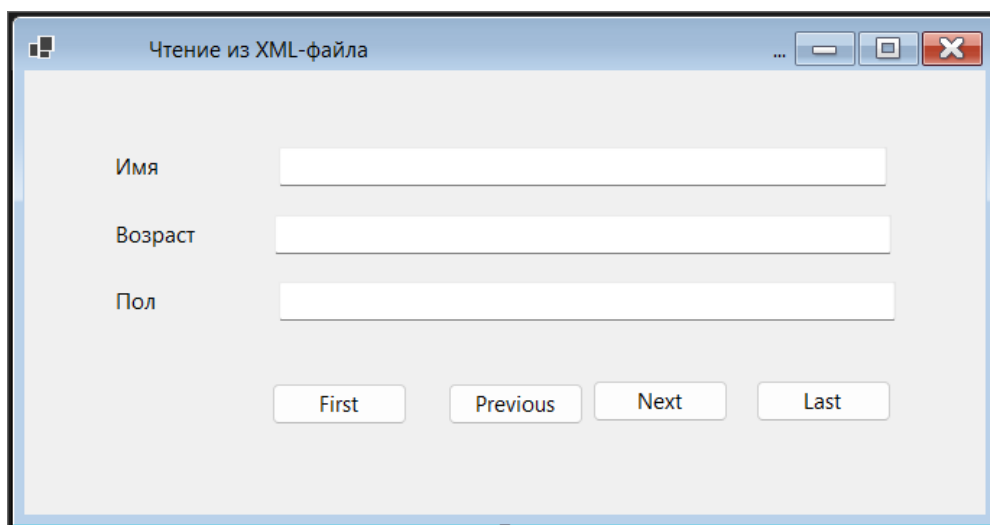 Чтение из XML-файла ...
Имя
Возраст
Пол
First Previous Next Last